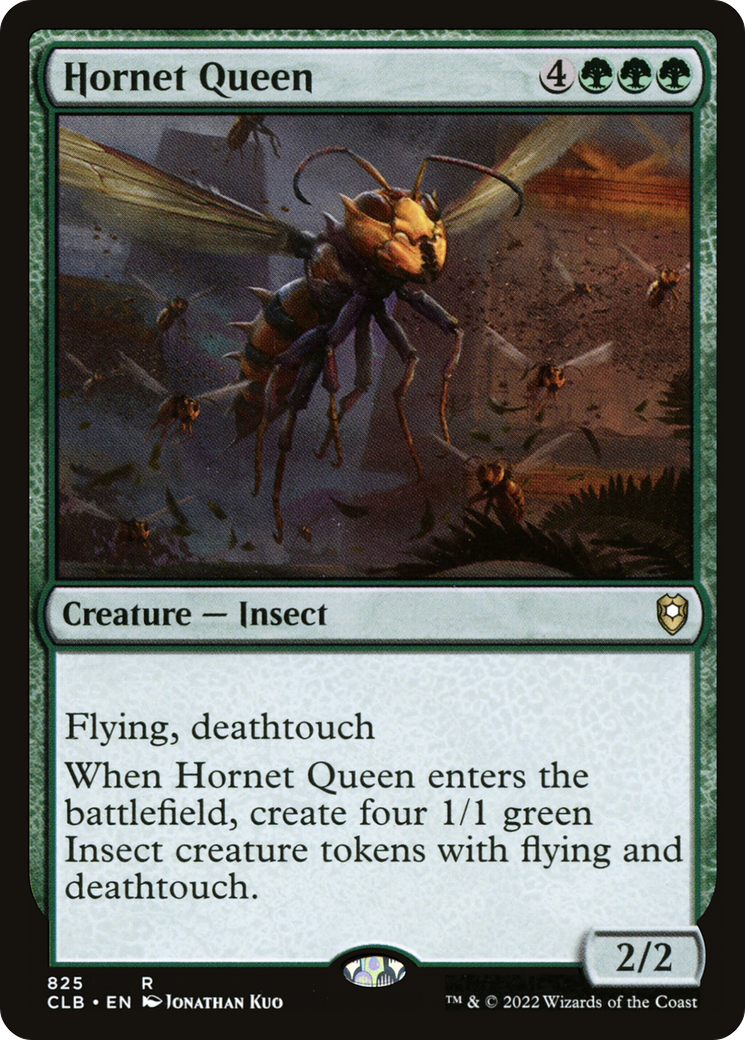 Hornet Queen 4
Creature — Insect
Flying, deathtouch
When Hornet Queen enters the
battlefield, create four 1/1 green
Insect creature tokens with flying and
deathtouch.
2/2
825 R
CLB • EN Jonathan Kuo
™ & © 2022 Wizards of the Coast